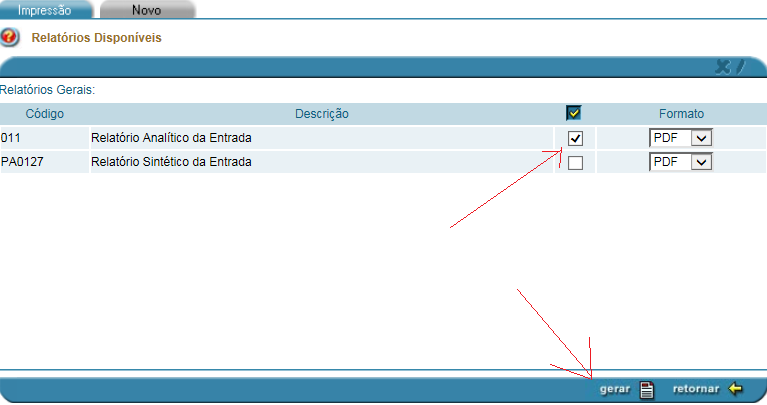 Impressão Novo
Relatórios Disponíveis
Relatórios Gerais:
Código Descrição Formato
011 Relatório Analítico da Entrada PDF
PA0127 Relatório Sintético da Entrada PDF
gerar retornar